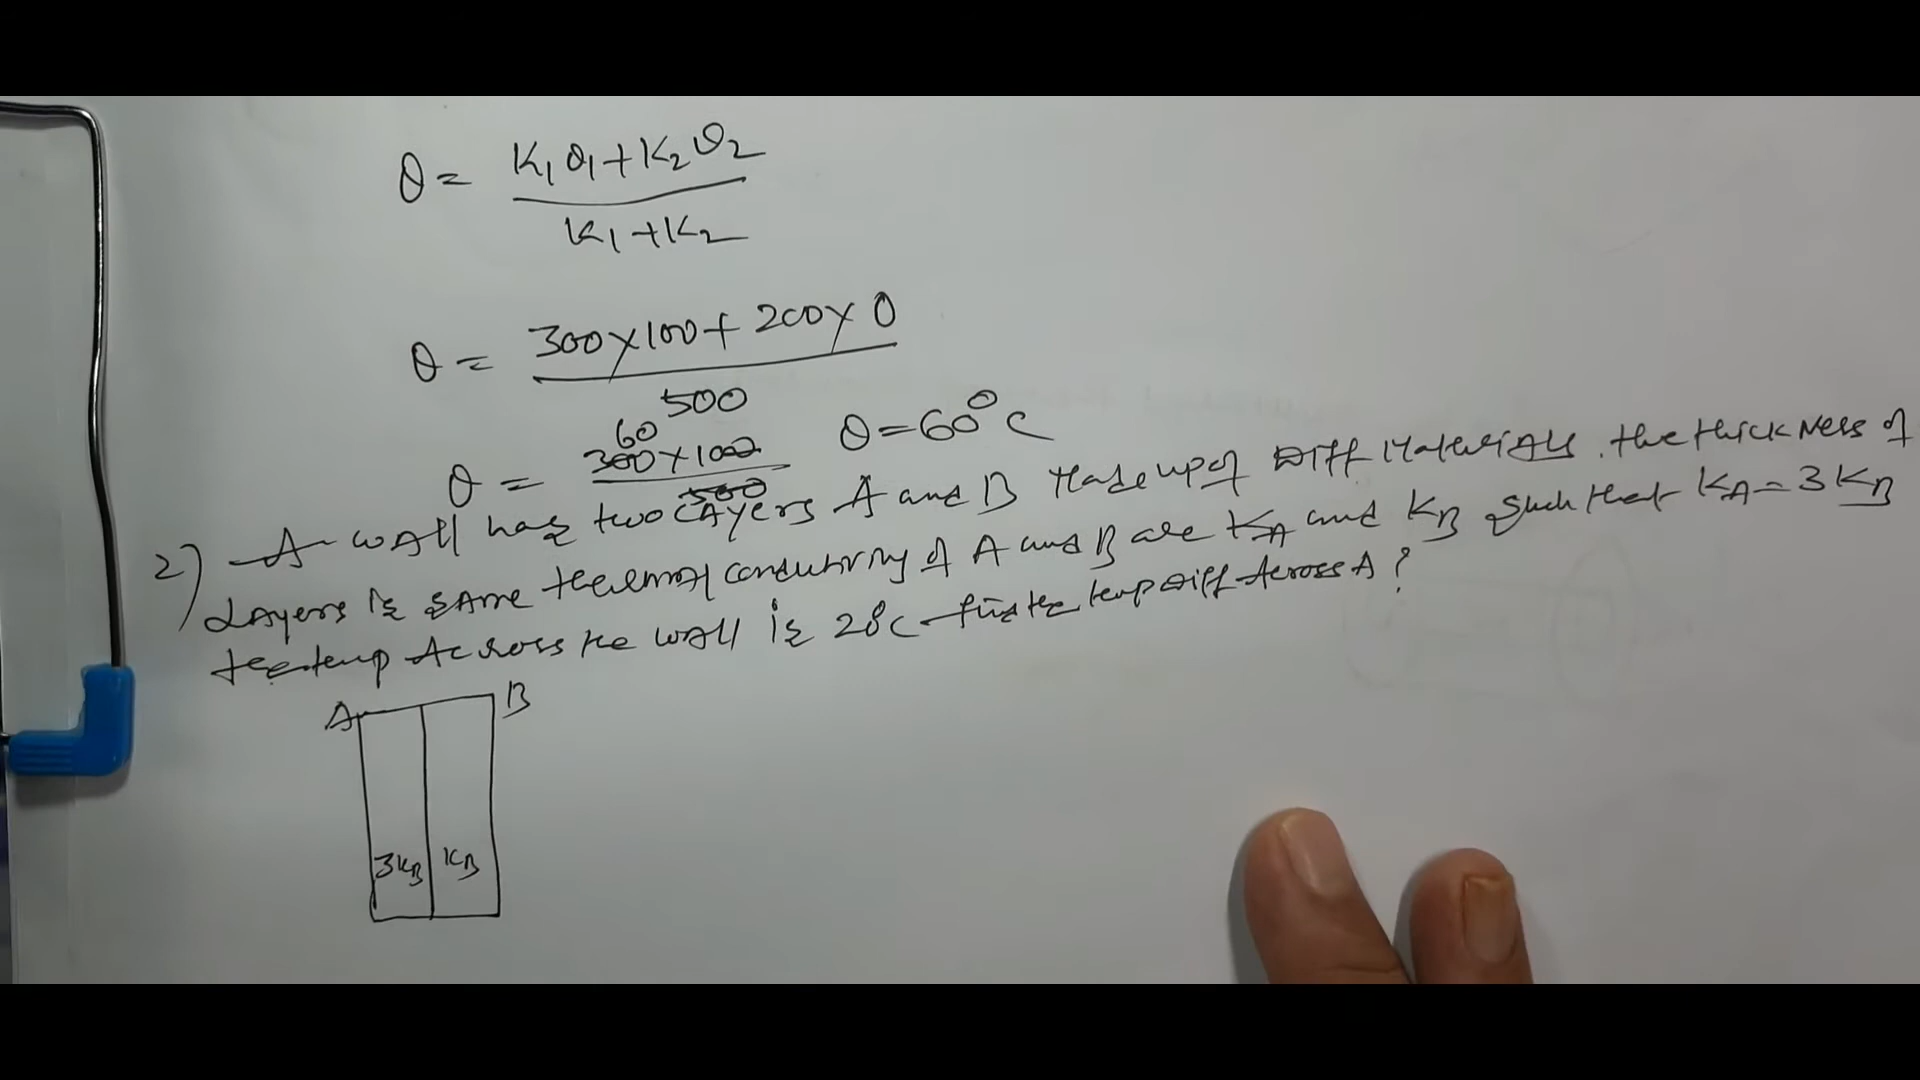 θ = K₁θ₁+K₂θ₂ / K₁+K₂
θ = 300×100+200×0 / 500
θ = 300×100 / 500 60 θ=60°C
2) A wall has two Layers A and B Made up of Diff Materials. the thickness of
Layers is same thermal conductivity of A and B are KA and KB such that KA=3KB
the temp Across the wall is 20°C find the temp Diff Across A?
A B
3KB KB